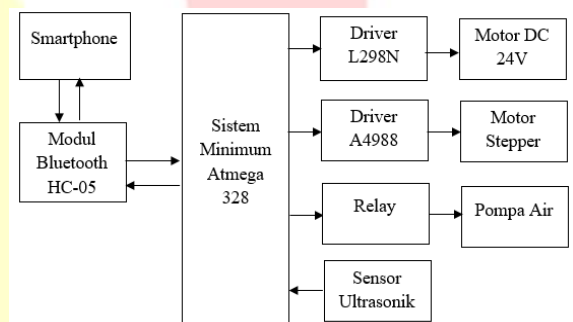 Smartphone
Modul
Bluetooth
HC-05
Sistem
Minimum
Atmega
328
Driver
L298N
Motor DC
24V
Driver
A4988
Motor
Stepper
Relay
Pompa Air
Sensor
Ultrasonik